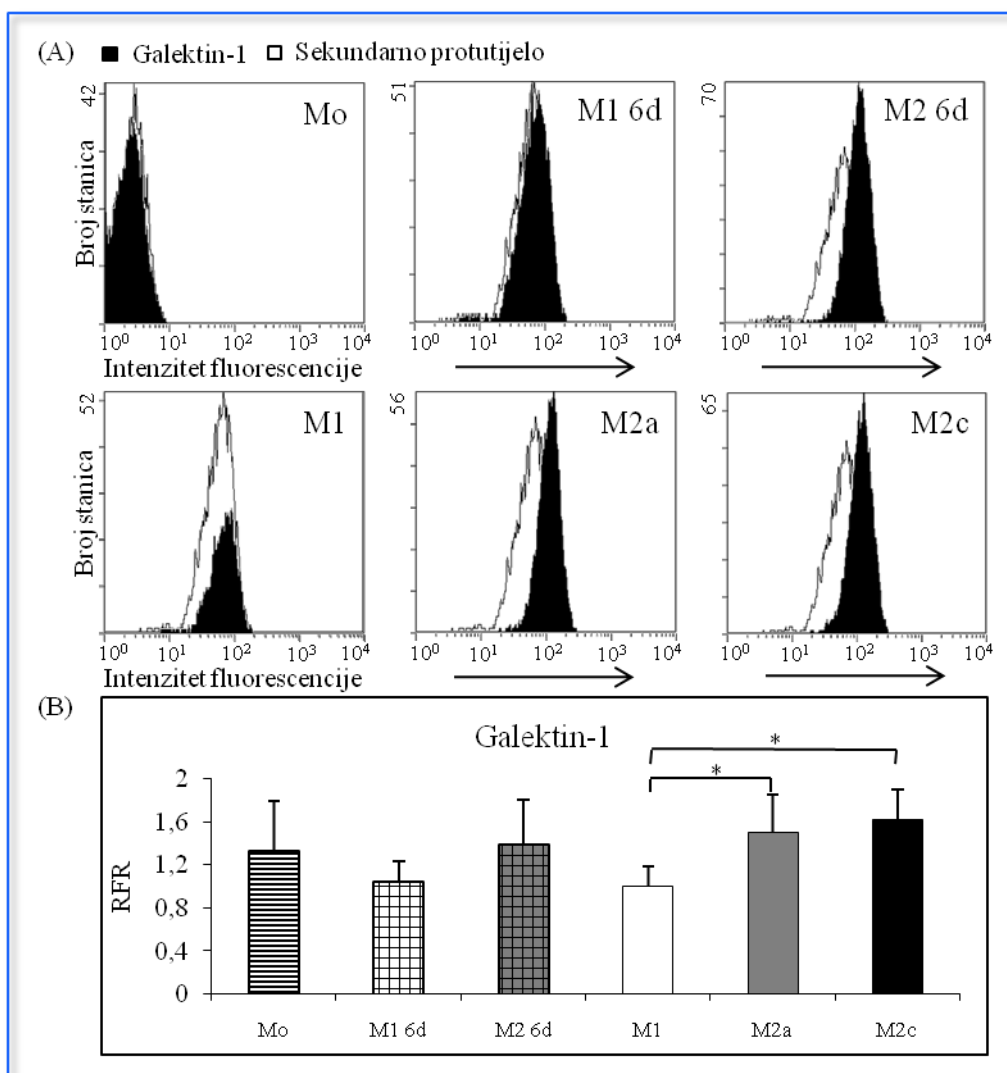 (A) ■ Galektin-1 □ Sekundarno protutijelo
42 Mo
51 M1 6d
70 M2 6d
Broj stanica
10⁰ 10¹ 10² 10³ 10⁴
10⁰ 10¹ 10² 10³ 10⁴
10⁰ 10¹ 10² 10³ 10⁴
Intenzitet fluorescencije
52 M1
56 M2a
65 M2c
Broj stanica
10⁰ 10¹ 10² 10³ 10⁴
10⁰ 10¹ 10² 10³ 10⁴
10⁰ 10¹ 10² 10³ 10⁴
Intenzitet fluorescencije
(B)
Galektin-1
*
*
RFR
2
1,6
1,2
0,8
0,4
0
Mo M1 6d M2 6d M1 M2a M2c